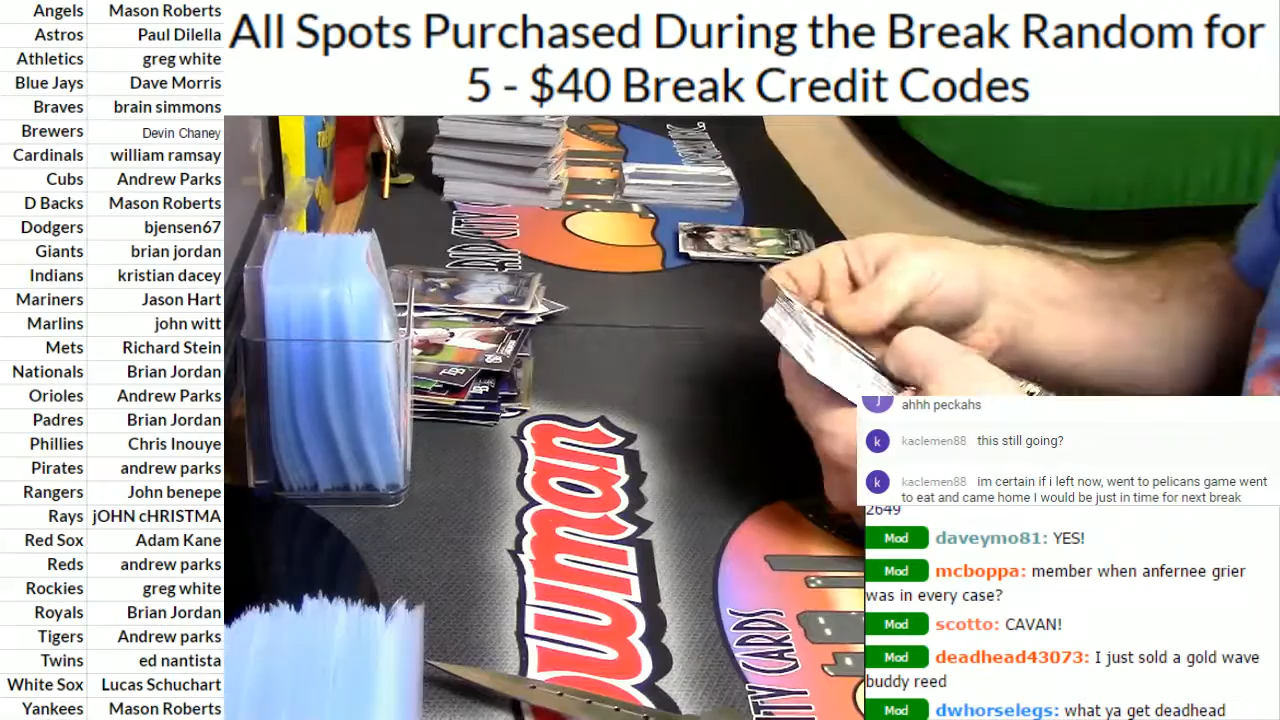 All Spots Purchased During the Break Random for
5 - $40 Break Credit Codes
Angels Mason Roberts
Astros Paul Dilella
Athletics greg white
Blue Jays Dave Morris
Braves brain simmons
Brewers Devin Chaney
Cardinals william ramsay
Cubs Andrew Parks
D Backs Mason Roberts
Dodgers bjensen67
Giants brian jordan
Indians kristian dacey
Mariners Jason Hart
Marlins john witt
Mets Richard Stein
Nationals Brian Jordan
Orioles Andrew Parks
Padres Brian Jordan
Phillies Chris Inouye
Pirates andrew parks
Rangers John benepe
Rays jOHN cHRISTMA
Red Sox Adam Kane
Reds andrew parks
Rockies greg white
Royals Brian Jordan
Tigers Andrew parks
Twins ed nantista
White Sox Lucas Schuchart
Yankees Mason Roberts
Bowman
CITY CARDS
j ahhh peckahs
k kaclemen88 this still going?
k kaclemen88 im certain if i left now, went to pelicans game went
to eat and came home I would be just in time for next break
2649
Mod daveymo81: YES!
Mod mcboppa: member when anfernee grier
was in every case?
Mod scotto: CAVAN!
Mod deadhead43073: I just sold a gold wave
buddy reed
Mod dwhorselegs: what ya get deadhead